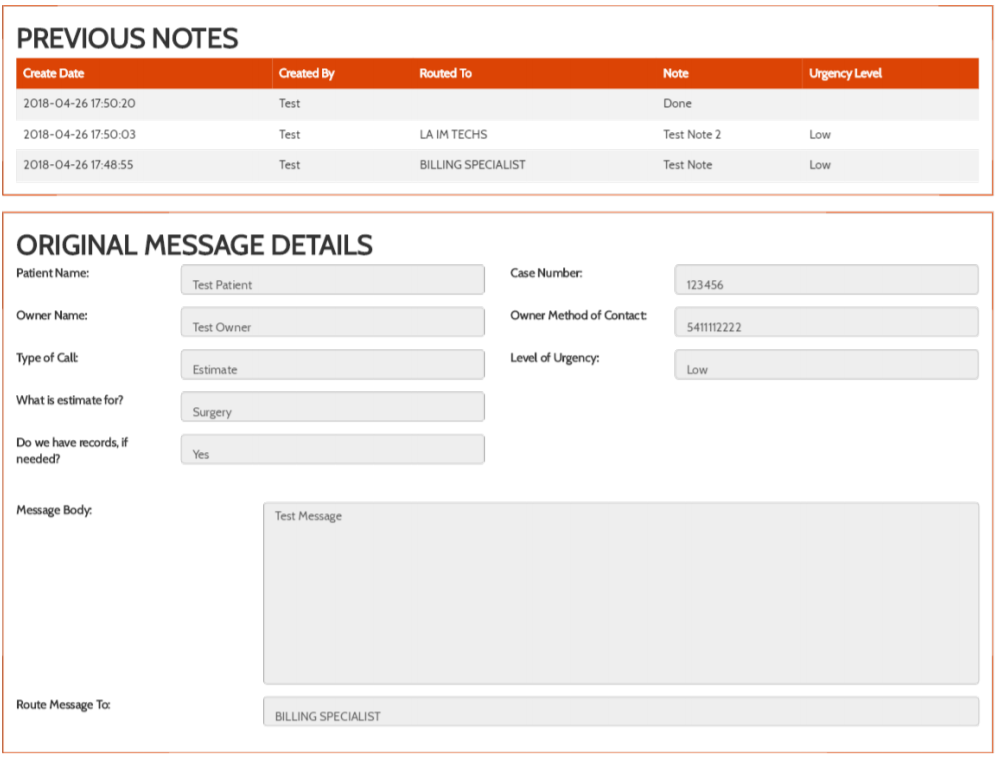 PREVIOUS NOTES
Create Date Created By Routed To Note Urgency Level
2018-04-26 17:50:20 Test Done
2018-04-26 17:50:03 Test LA IM TECHS Test Note 2 Low
2018-04-26 17:48:55 Test BILLING SPECIALIST Test Note Low
ORIGINAL MESSAGE DETAILS
Patient Name: Test Patient Case Number: 123456
Owner Name: Test Owner Owner Method of Contact: 5411112222
Type of Call: Estimate Level of Urgency: Low
What is estimate for? Surgery
Do we have records, if
needed? Yes
Message Body: Test Message
Route Message To: BILLING SPECIALIST